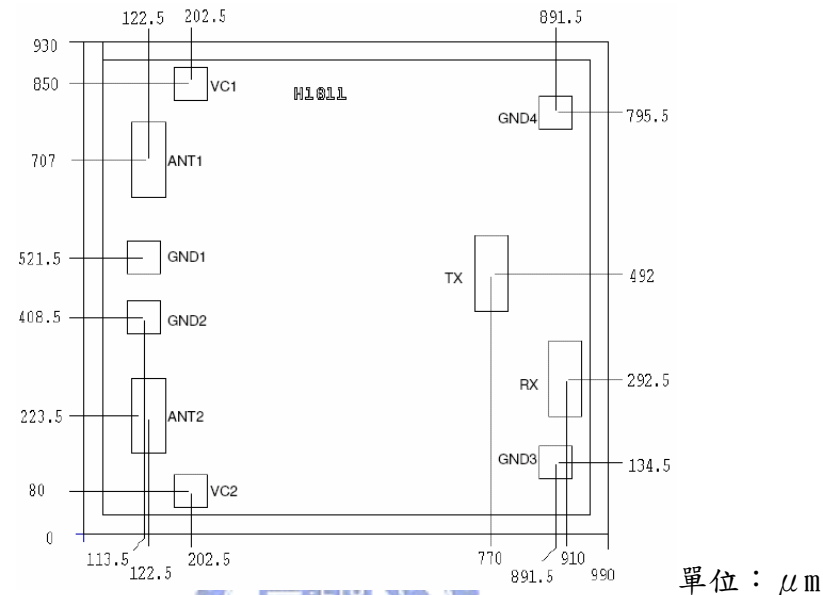 122.5 202.5 891.5
930
850 VC1 H1611
GND4 795.5
707 ANT1
521.5 GND1
TX 492
408.5 GND2
RX 292.5
223.5 ANT2
GND3 134.5
80 VC2
0
113.5 202.5 770 910
122.5 891.5 990
單位：μm